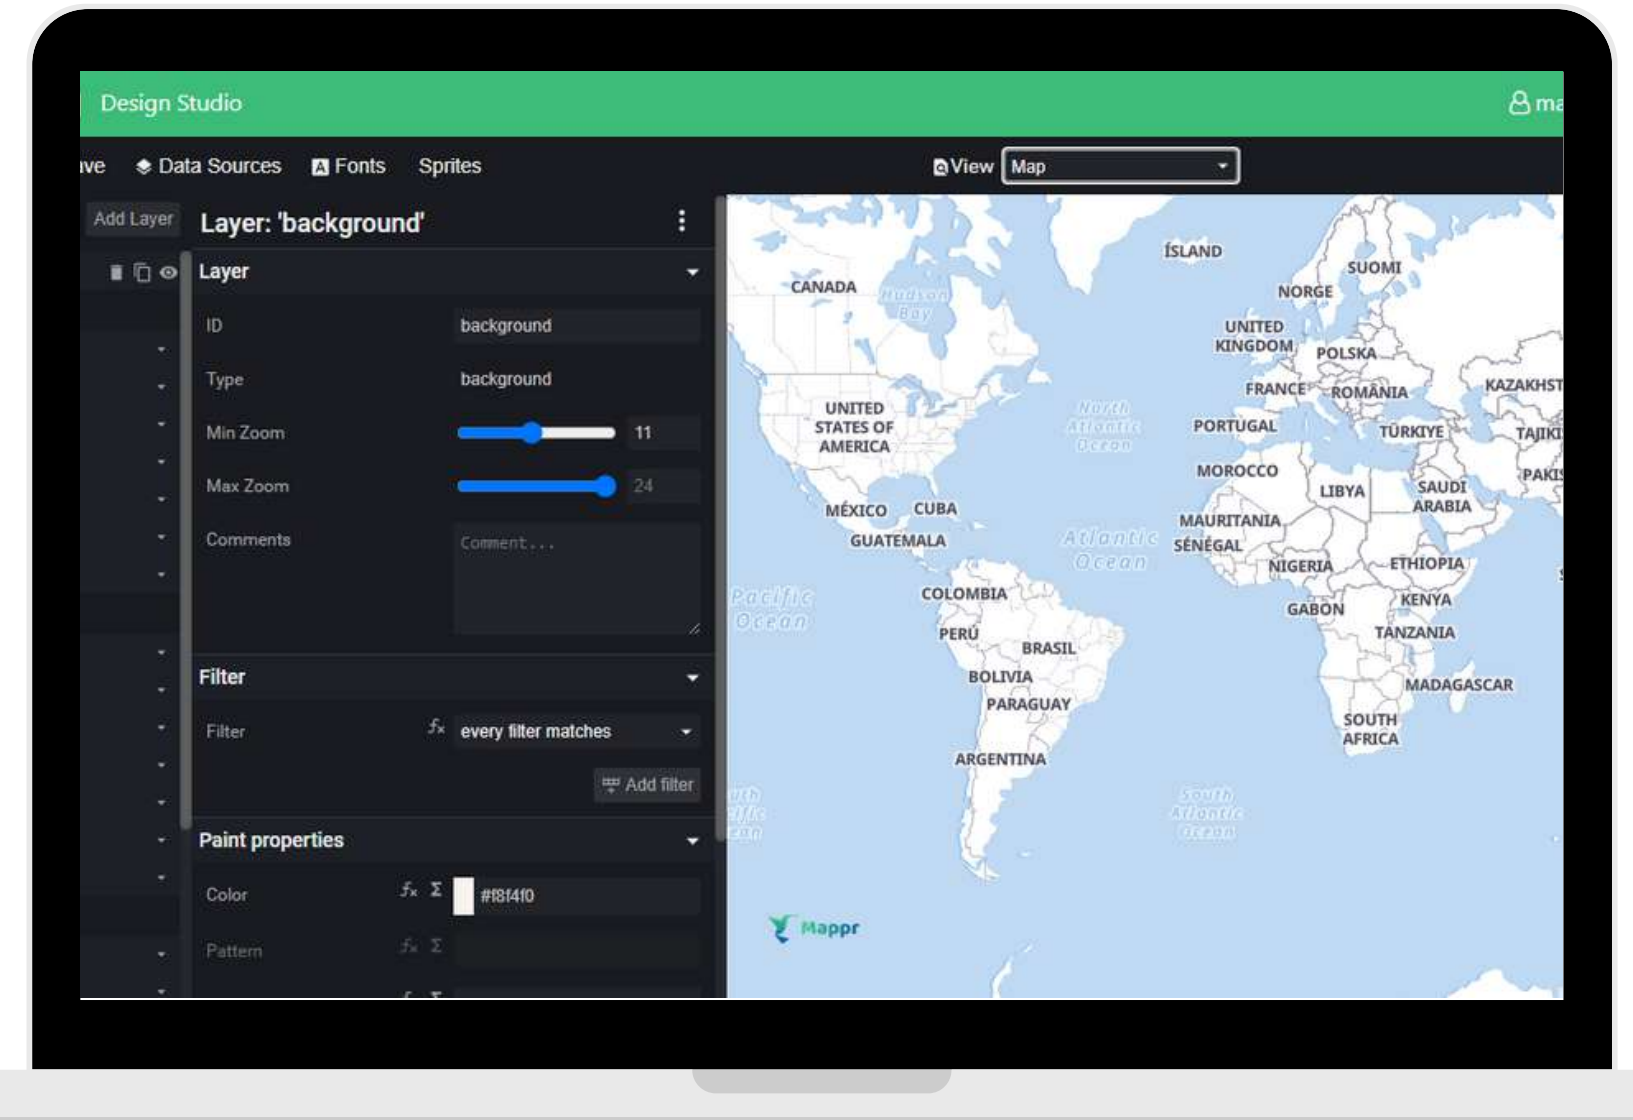 Design Studio
ma
ave
Data Sources
Fonts
Sprites
View
Map
Add Layer
Layer: 'background'
Layer
ID
background
Type
background
Min Zoom
11
Max Zoom
24
Comments
Comment...
Filter
Filter
every filter matches
Add filter
Paint properties
Color
#f8f4f0
Pattern
ÍSLAND
SUOMI
NORGE
CANADA
Hudson
Bay
UNITED
KINGDOM
POLSKA
FRANCE
ROMÂNIA
KAZAKHST
UNITED
STATES OF
AMERICA
North
Atlantic
Ocean
PORTUGAL
TÜRKIYE
TAJIKI
MOROCCO
LIBYA
SAUDI
ARABIA
PAKIS
MÉXICO
CUBA
GUATEMALA
MAURITANIA
SÉNÉGAL
Atlantic
Ocean
NIGERIA
ETHIOPIA
Pacific
Ocean
COLOMBIA
GABON
KENYA
PERÚ
BRASIL
TANZANIA
BOLIVIA
PARAGUAY
MADAGASCAR
SOUTH
AFRICA
ARGENTINA
South
Atlantic
Ocean
Mappr